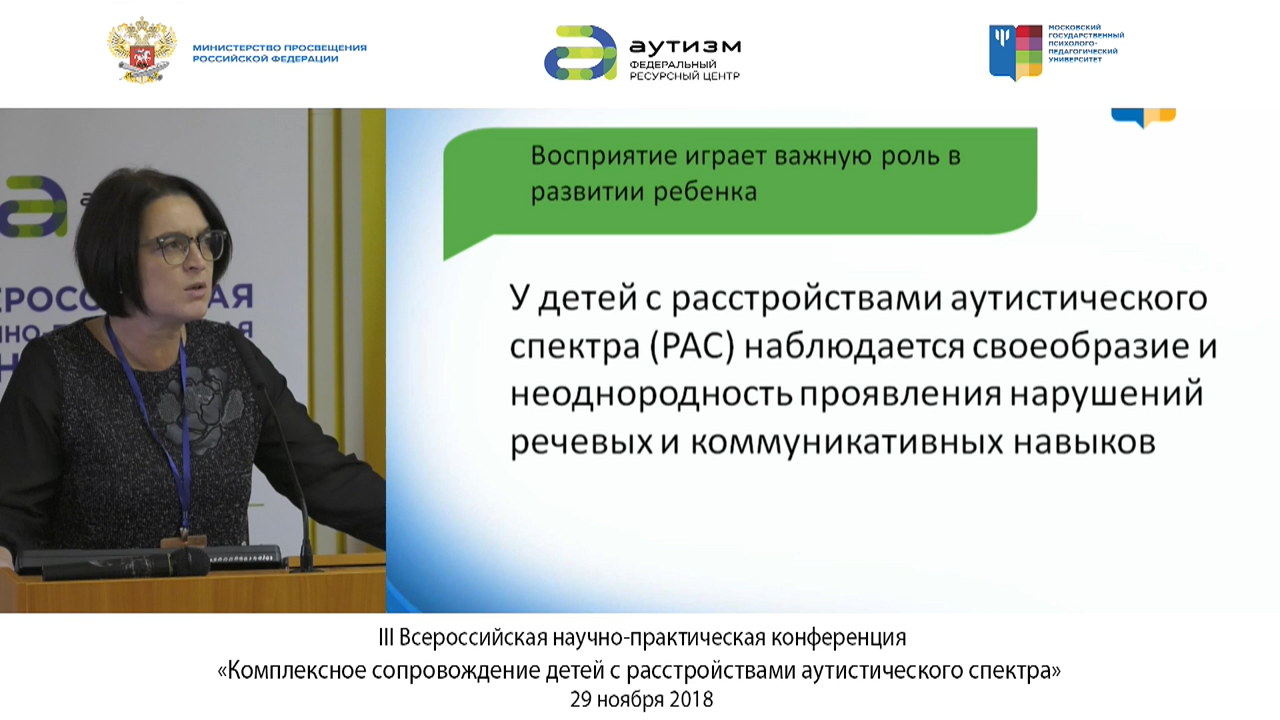 МИНИСТЕРСТВО ПРОСВЕЩЕНИЯ
РОССИЙСКОЙ ФЕДЕРАЦИИ
аутизм
ФЕДЕРАЛЬНЫЙ
РЕСУРСНЫЙ ЦЕНТР
МОСКОВСКИЙ
ГОСУДАРСТВЕННЫЙ
ПСИХОЛОГО-
ПЕДАГОГИЧЕСКИЙ
УНИВЕРСИТЕТ
Восприятие играет важную роль в
развитии ребенка
У детей с расстройствами аутистического
спектра (РАС) наблюдается своеобразие и
неоднородность проявления нарушений
речевых и коммуникативных навыков
III Всероссийская научно-практическая конференция
«Комплексное сопровождение детей с расстройствами аутистического спектра»
29 ноября 2018